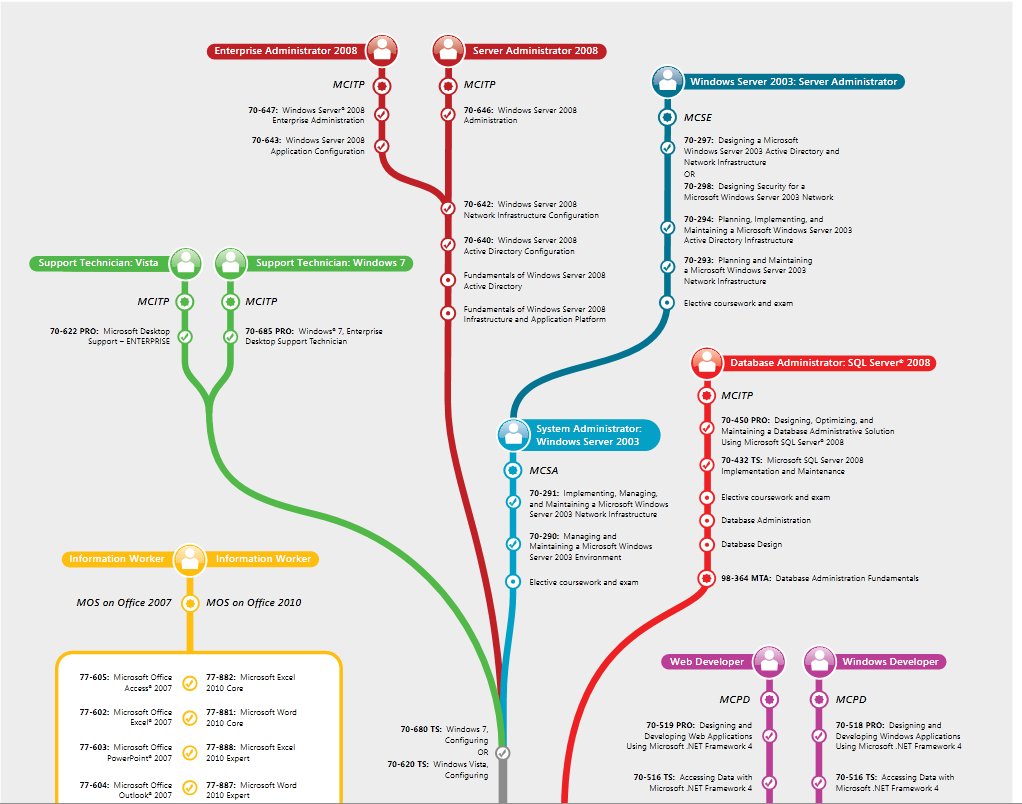 Enterprise Administrator 2008
MCITP
70-647: Windows Server® 2008
Enterprise Administration
70-643: Windows Server 2008
Application Configuration
Server Administrator 2008
MCITP
70-646: Windows Server 2008
Administration
70-642: Windows Server 2008
Network Infrastructure Configuration
70-640: Windows Server 2008
Active Directory Configuration
Fundamentals of Windows Server 2008
Active Directory
Fundamentals of Windows Server 2008
Infrastructure and Application Platform
Windows Server 2003: Server Administrator
MCSE
70-297: Designing a Microsoft
Windows Server 2003 Active Directory and
Network Infrastructure
OR
70-298: Designing Security for a
Microsoft Windows Server 2003 Network
70-294: Planning, Implementing, and
Maintaining a Microsoft Windows Server 2003
Active Directory Infrastructure
70-293: Planning and Maintaining
a Microsoft Windows Server 2003
Network Infrastructure
Elective coursework and exam
Support Technician: Vista
MCITP
70-622 PRO: Microsoft Desktop
Support – ENTERPRISE
Support Technician: Windows 7
MCITP
70-685 PRO: Windows® 7, Enterprise
Desktop Support Technician
System Administrator:
Windows Server 2003
MCSA
70-291: Implementing, Managing,
and Maintaining a Microsoft Windows
Server 2003 Network Infrastructure
70-290: Managing and
Maintaining a Microsoft Windows
Server 2003 Environment
Elective coursework and exam
Database Administrator: SQL Server® 2008
MCITP
70-450 PRO: Designing, Optimizing, and
Maintaining a Database Administrative Solution
Using Microsoft SQL Server® 2008
70-432 TS: Microsoft SQL Server 2008
Implementation and Maintenance
Elective coursework and exam
Database Administration
Database Design
98-364 MTA: Database Administration Fundamentals
Information Worker
MOS on Office 2007
77-605: Microsoft Office
Access® 2007
77-602: Microsoft Office
Excel® 2007
77-603: Microsoft Office
PowerPoint® 2007
77-604: Microsoft Office
Outlook® 2007
Information Worker
MOS on Office 2010
77-882: Microsoft Excel
2010 Core
77-881: Microsoft Word
2010 Core
77-888: Microsoft Excel
2010 Expert
77-887: Microsoft Word
2010 Expert
70-680 TS: Windows 7,
Configuring
OR
70-620 TS: Windows Vista,
Configuring
Web Developer
MCPD
70-519 PRO: Designing and
Developing Web Applications
Using Microsoft .NET Framework 4
70-516 TS: Accessing Data with
Microsoft .NET Framework 4
Windows Developer
MCPD
70-518 PRO: Designing and
Developing Windows Applications
Using Microsoft .NET Framework 4
70-516 TS: Accessing Data with
Microsoft .NET Framework 4